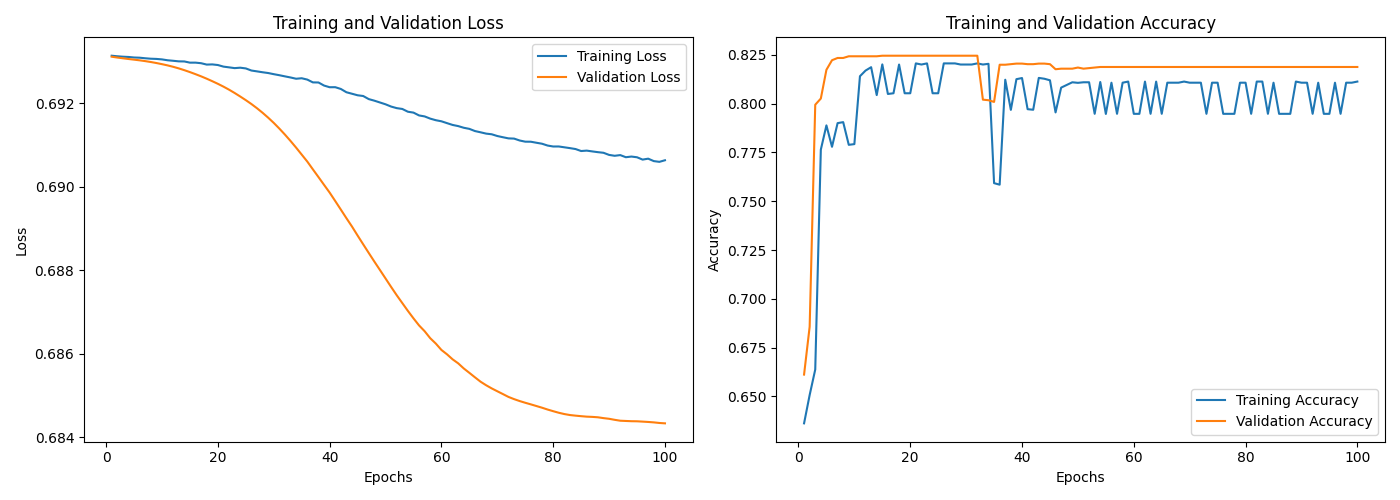 Training and Validation Loss
Training Loss
Validation Loss
0.692
0.690
0.688
0.686
0.684
Loss
0
20
40
60
80
100
Epochs
Training and Validation Accuracy
0.825
0.800
0.775
0.750
0.725
0.700
0.675
0.650
Accuracy
Training Accuracy
Validation Accuracy
0
20
40
60
80
100
Epochs